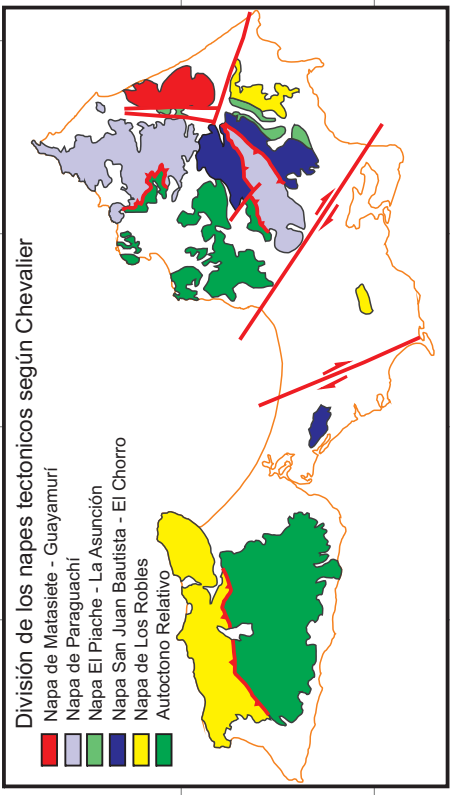 División de los napes tectonicos según Chevalier
Napa de Matasiete - Guayamurí
Napa de Paraguachí
Napa El Piache - La Asunción
Napa San Juan Bautista - El Chorro
Napa de Los Robles
Autoctono Relativo